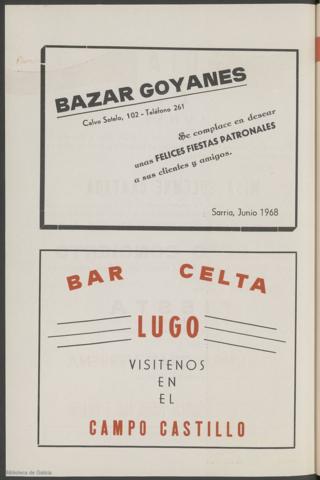 BAZAR GOYANES
Calvo Sotelo, 102 - Teléfono 261
Se complace en desear
unas FELICES FIESTAS PATRONALES
a sus clientes y amigos.
Sarria, Junio 1968
BAR CELTA
LUGO
VISITENOS
EN
EL
CAMPO CASTILLO
Biblioteca de Galicia